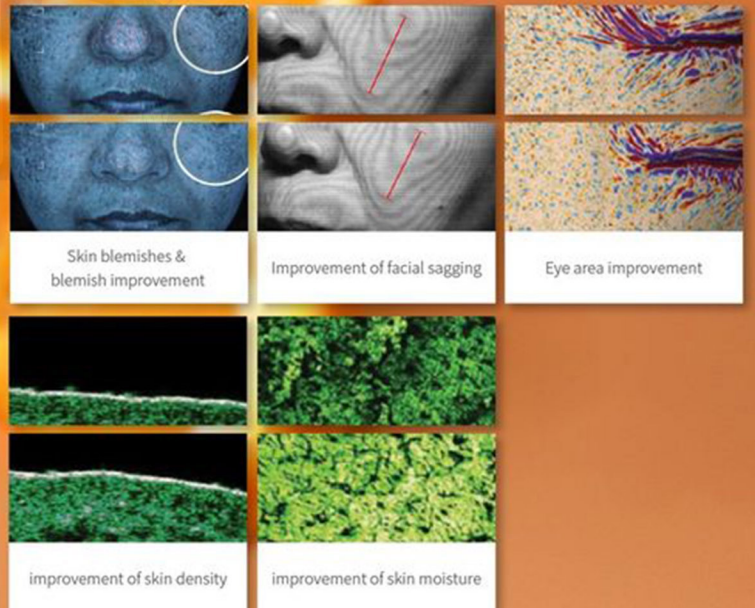 Skin blemishes &
blemish improvement
Improvement of facial sagging
Eye area improvement
improvement of skin density
improvement of skin moisture